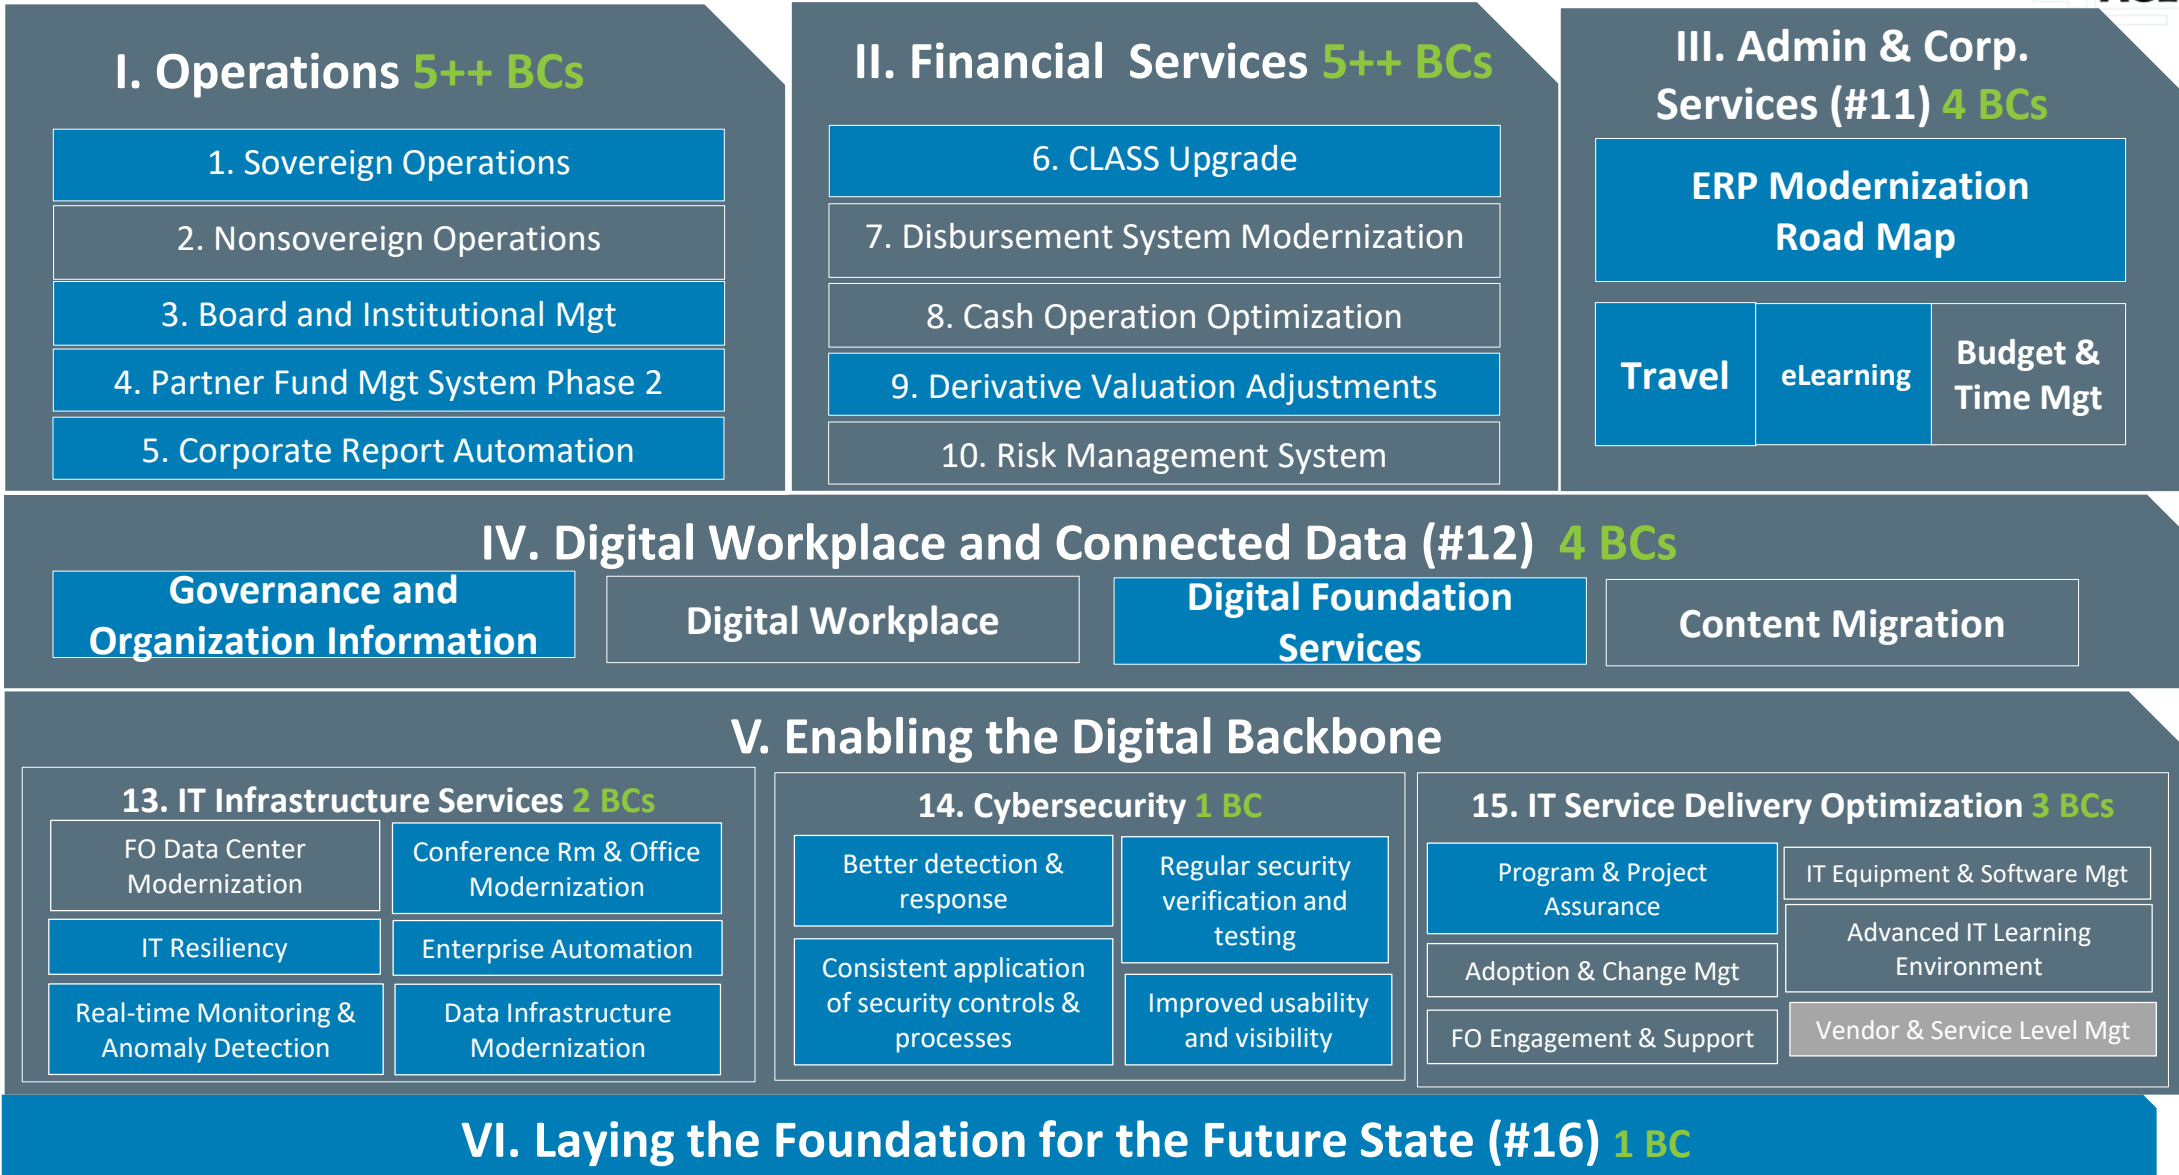 I. Operations 5++ BCs
1. Sovereign Operations
2. Nonsovereign Operations
3. Board and Institutional Mgt
4. Partner Fund Mgt System Phase 2
5. Corporate Report Automation
II. Financial Services 5++ BCs
6. CLASS Upgrade
7. Disbursement System Modernization
8. Cash Operation Optimization
9. Derivative Valuation Adjustments
10. Risk Management System
III. Admin & Corp.
Services (#11) 4 BCs
ERP Modernization
Road Map
Travel
eLearning
Budget &
Time Mgt
IV. Digital Workplace and Connected Data (#12) 4 BCs
Governance and
Organization Information
Digital Workplace
Digital Foundation
Services
Content Migration
V. Enabling the Digital Backbone
13. IT Infrastructure Services 2 BCs
FO Data Center
Modernization
Conference Rm & Office
Modernization
IT Resiliency
Enterprise Automation
Real-time Monitoring &
Anomaly Detection
Data Infrastructure
Modernization
14. Cybersecurity 1 BC
Better detection &
response
Regular security
verification and
testing
Consistent application
of security controls &
processes
Improved usability
and visibility
15. IT Service Delivery Optimization 3 BCs
Program & Project
Assurance
IT Equipment & Software Mgt
Adoption & Change Mgt
Advanced IT Learning
Environment
FO Engagement & Support
Vendor & Service Level Mgt
VI. Laying the Foundation for the Future State (#16) 1 BC